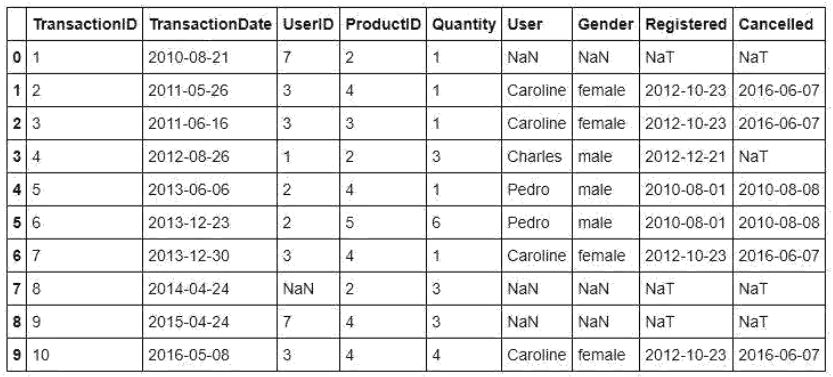 TransactionID TransactionDate UserID ProductID Quantity User Gender Registered Cancelled
0 1 2010-08-21 7 2 1 NaN NaN NaT NaT
1 2 2011-05-26 3 4 1 Caroline female 2012-10-23 2016-06-07
2 3 2011-06-16 3 3 1 Caroline female 2012-10-23 2016-06-07
3 4 2012-08-26 1 2 3 Charles male 2012-12-21 NaT
4 5 2013-06-06 2 4 1 Pedro male 2010-08-01 2010-08-08
5 6 2013-12-23 2 5 6 Pedro male 2010-08-01 2010-08-08
6 7 2013-12-30 3 4 1 Caroline female 2012-10-23 2016-06-07
7 8 2014-04-24 NaN 2 3 NaN NaN NaT NaT
8 9 2015-04-24 7 4 3 NaN NaN NaT NaT
9 10 2016-05-08 3 4 4 Caroline female 2012-10-23 2016-06-07